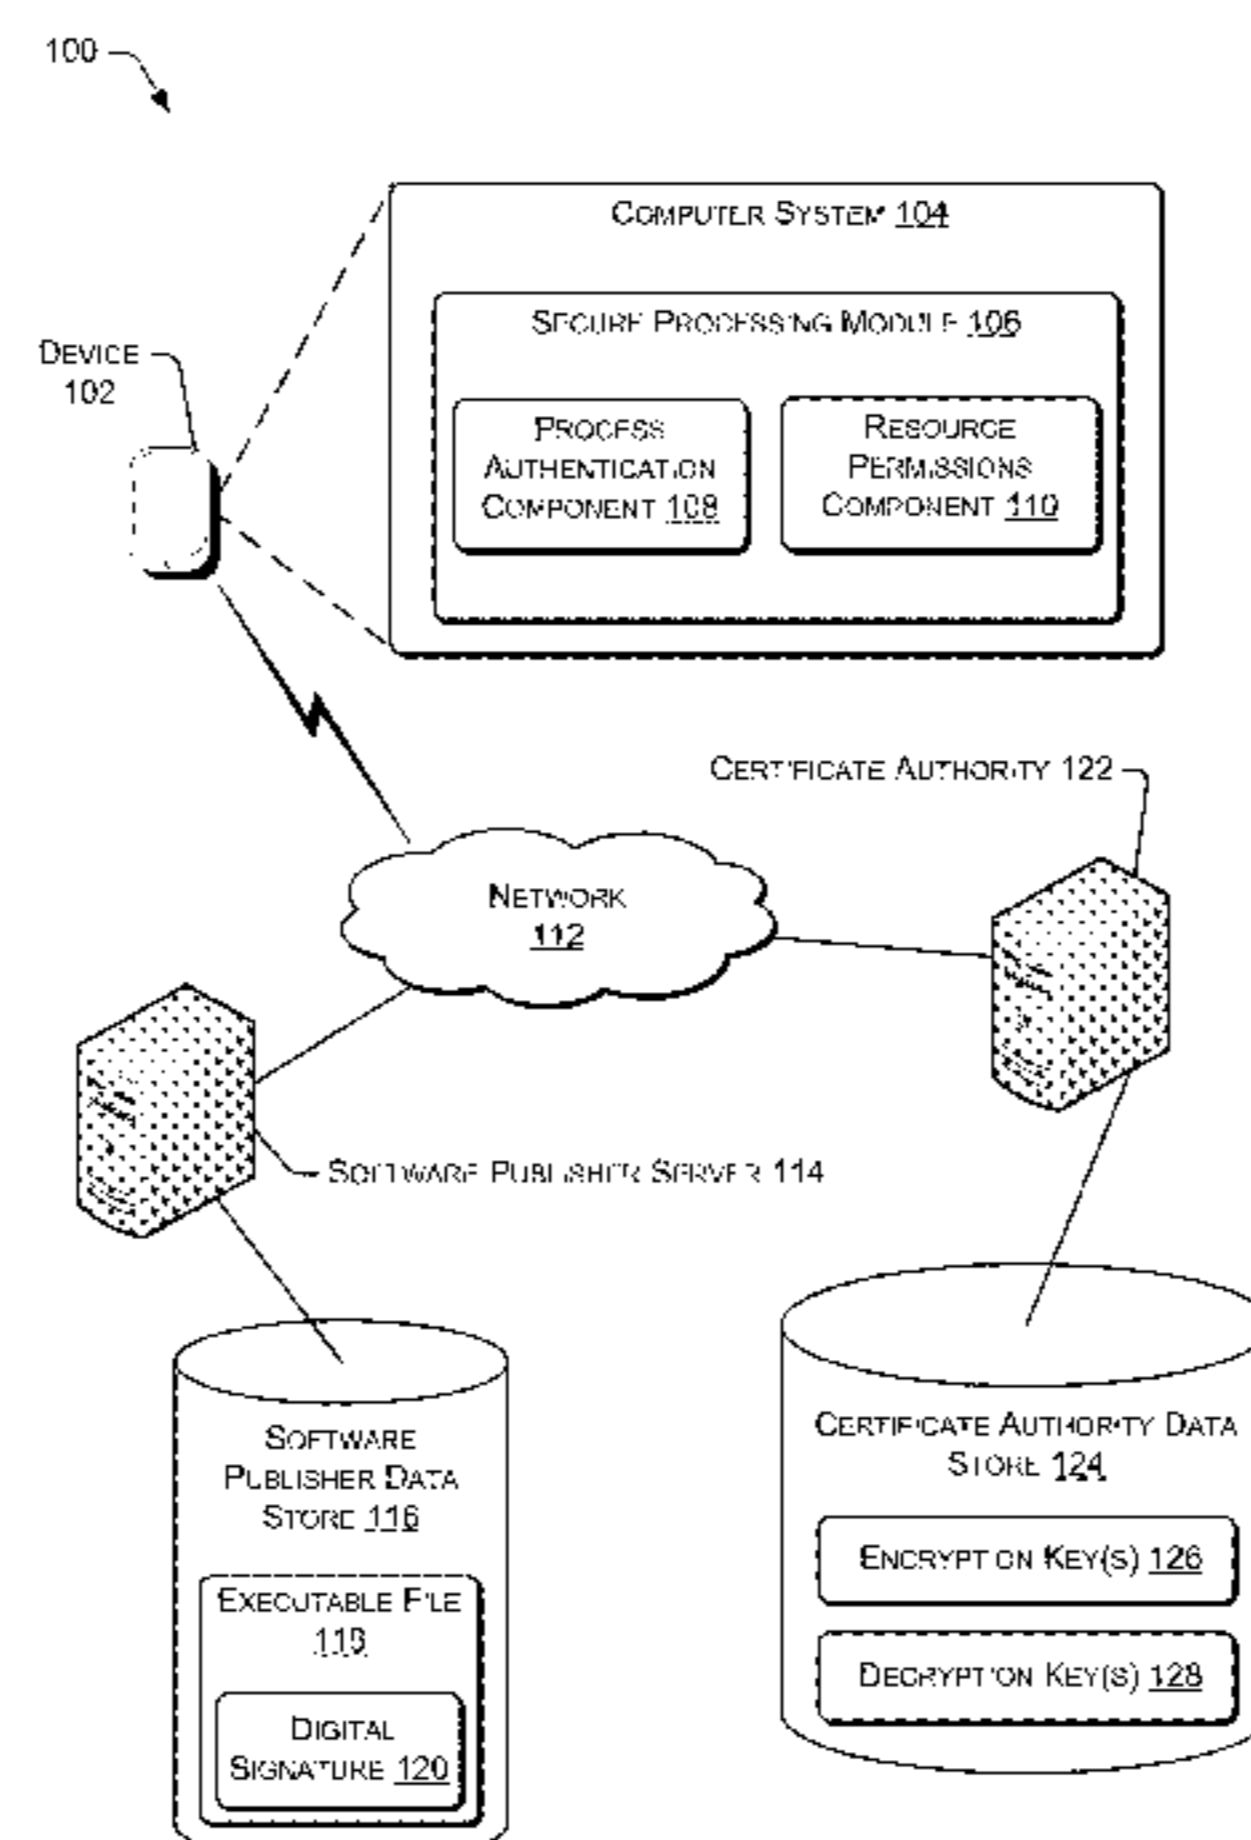 100
COMPUTER SYSTEM 104
SECURE PROCESSING MODULE 106
DEVICE
102
PROCESS
AUTHENTICATION
COMPONENT 108
RESOURCE
PERMISSIONS
COMPONENT 110
CERTIFICATE AUTHORITY 122
NETWORK
112
SOFTWARE PUBLISHER SERVER 114
SOFTWARE
PUBLISHER DATA
STORE 116
EXECUTABLE FILE
118
DIGITAL
SIGNATURE 120
CERTIFICATE AUTHORITY DATA
STORE 124
ENCRYPTION KEY(S) 126
DECRYPTION KEY(S) 128